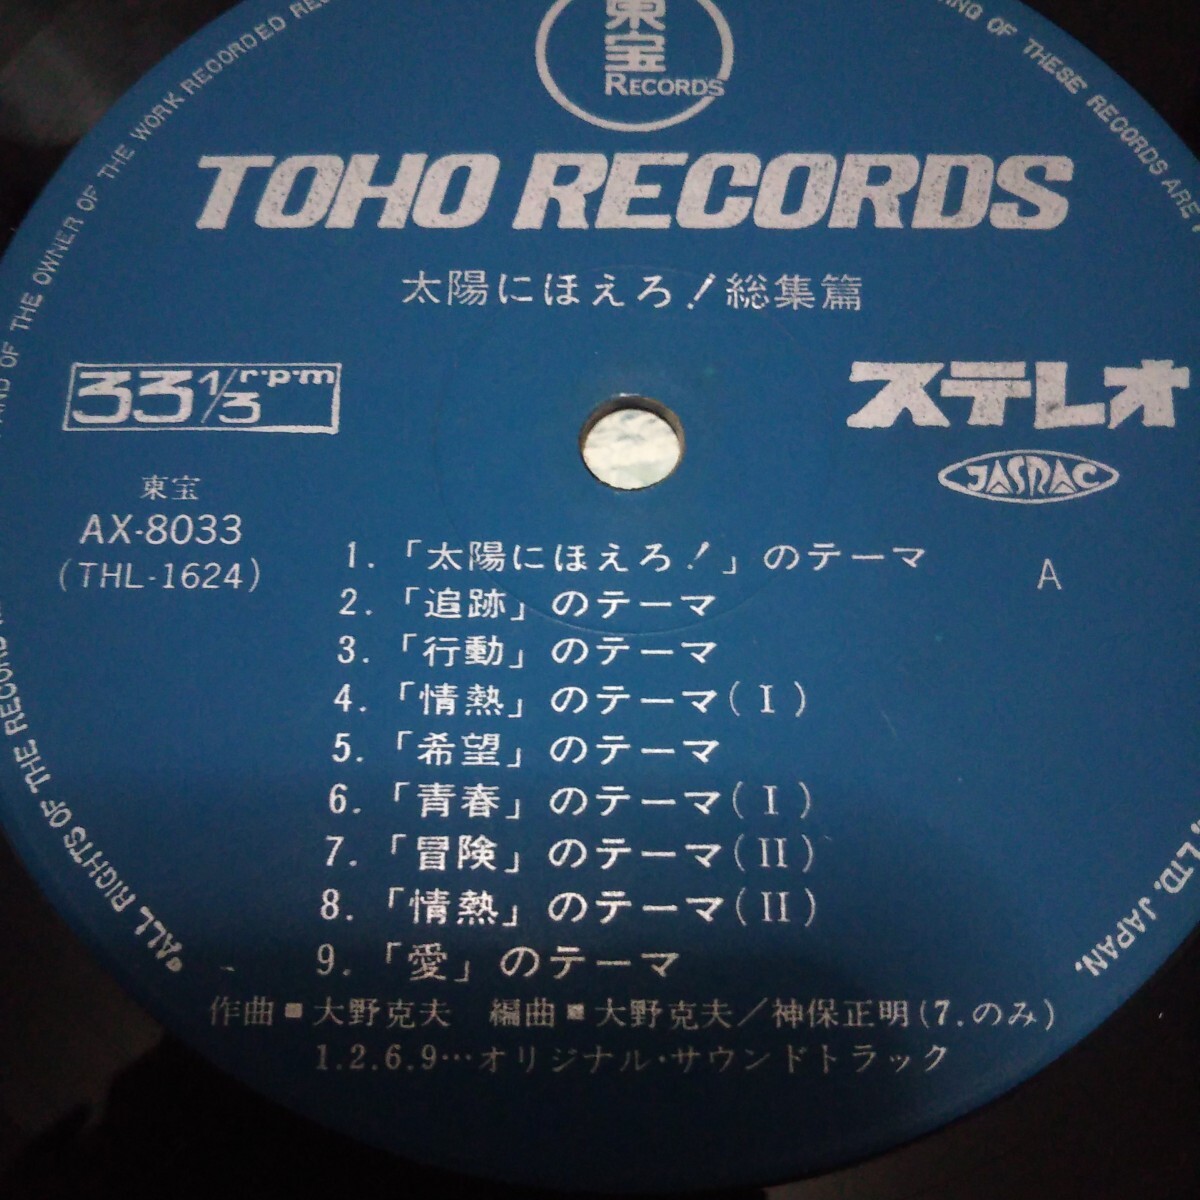 東宝
RECORDS
TOHO RECORDS
太陽にほえろ!総集篇
33 1/3 r·p·m
ステレオ
JASRAC
東宝
AX-8033
(THL-1624)
A
1.「太陽にほえろ!」のテーマ
2.「追跡」のテーマ
3.「行動」のテーマ
4.「情熱」のテーマ(I)
5.「希望」のテーマ
6.「青春」のテーマ(I)
7.「冒険」のテーマ(II)
8.「情熱」のテーマ(II)
9.「愛」のテーマ
作曲■大野克夫 編曲■大野克夫/神保正明(7.のみ)
1.2.6.9…オリジナル・サウンドトラック
ALL RIGHTS OF THE RECORD
AND OF THE OWNER OF THE WORK RECORDED
OF THESE RECORDS ARE
LTD. JAPAN.